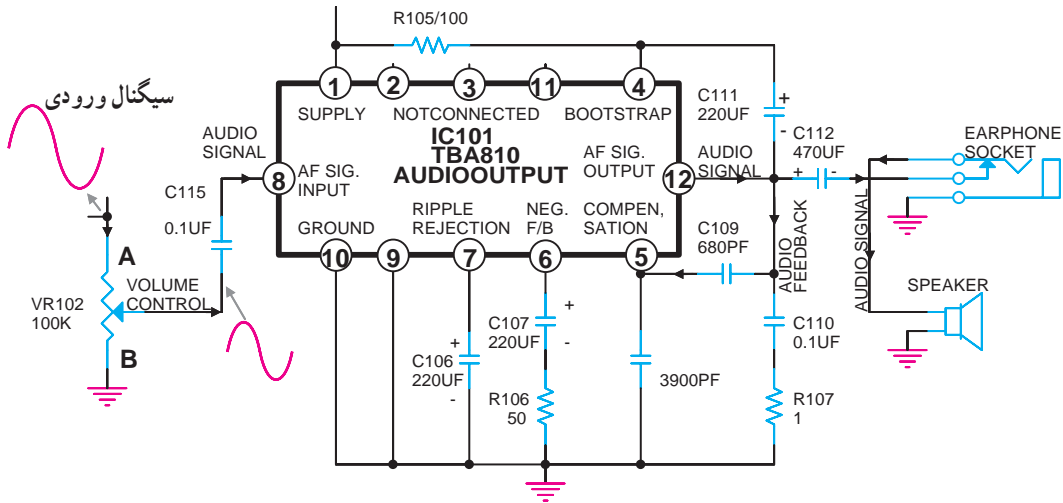 R105/100
سیگنال ورودی
1
2
3
11
4
SUPPLY
NOTCONNECTED
BOOTSTRAP
C111
220UF
+
-
IC101
TBA810
AUDIOOUTPUT
AUDIO
SIGNAL
8
AF SIG.
INPUT
AF SIG.
OUTPUT
12
AUDIO
SIGNAL
C112
470UF
+
-
EARPHONE
SOCKET
C115
0.1UF
GROUND
RIPPLE
REJECTION
NEG.
F/B
COMPEN,
SATION
10
9
7
6
5
C109
680PF
AUDIO
FEEDBACK
AUDIO SIGNAL
A
VOLUME
CONTROL
VR102
100K
B
SPEAKER
+
C106
220UF
-
C107
220UF
+
-
R106
50
3900PF
C110
0.1UF
R107
1